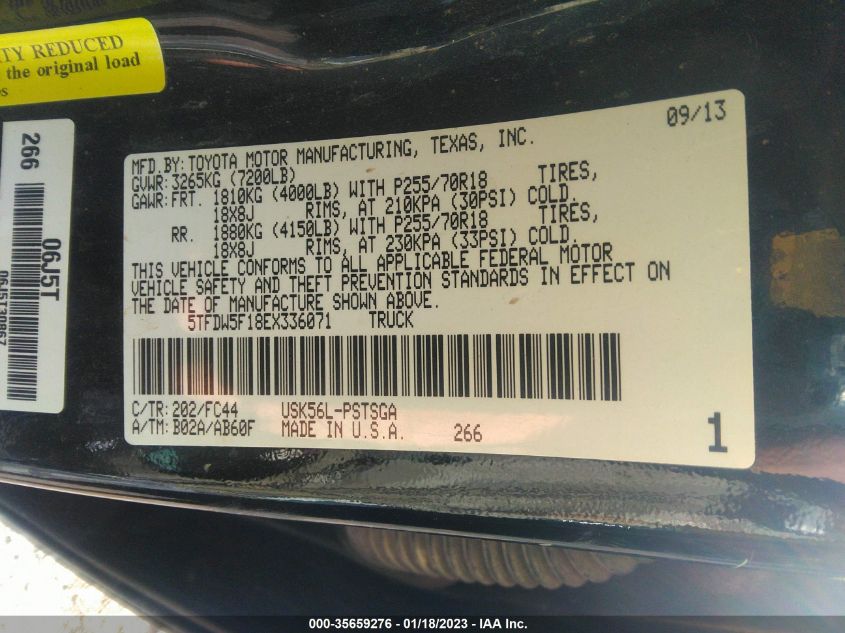 ITY REDUCED
the original load
os
266
06J5T
06J5T30867
09/13
MFD.BY: TOYOTA MOTOR MANUFACTURING, TEXAS, INC.
GVWR: 3265KG (7200LB)
GAWR: FRT. 1810KG (4000LB) WITH P255/70R18 TIRES,
18X8J RIMS, AT 210KPA (30PSI) COLD,
RR. 1880KG (4150LB) WITH P255/70R18 TIRES,
18X8J RIMS, AT 230KPA (33PSI) COLD,
THIS VEHICLE CONFORMS TO ALL APPLICABLE FEDERAL MOTOR
VEHICLE SAFETY AND THEFT PREVENTION STANDARDS IN EFFECT ON
THE DATE OF MANUFACTURE SHOWN ABOVE.
5TFDW5F18EX336071 TRUCK
C/TR: 202/FC44 USK56L-PSTSGA
A/TM: B02A/AB60F MADE IN U.S.A. 266
1
000-35659276 - 01/18/2023 - IAA Inc.